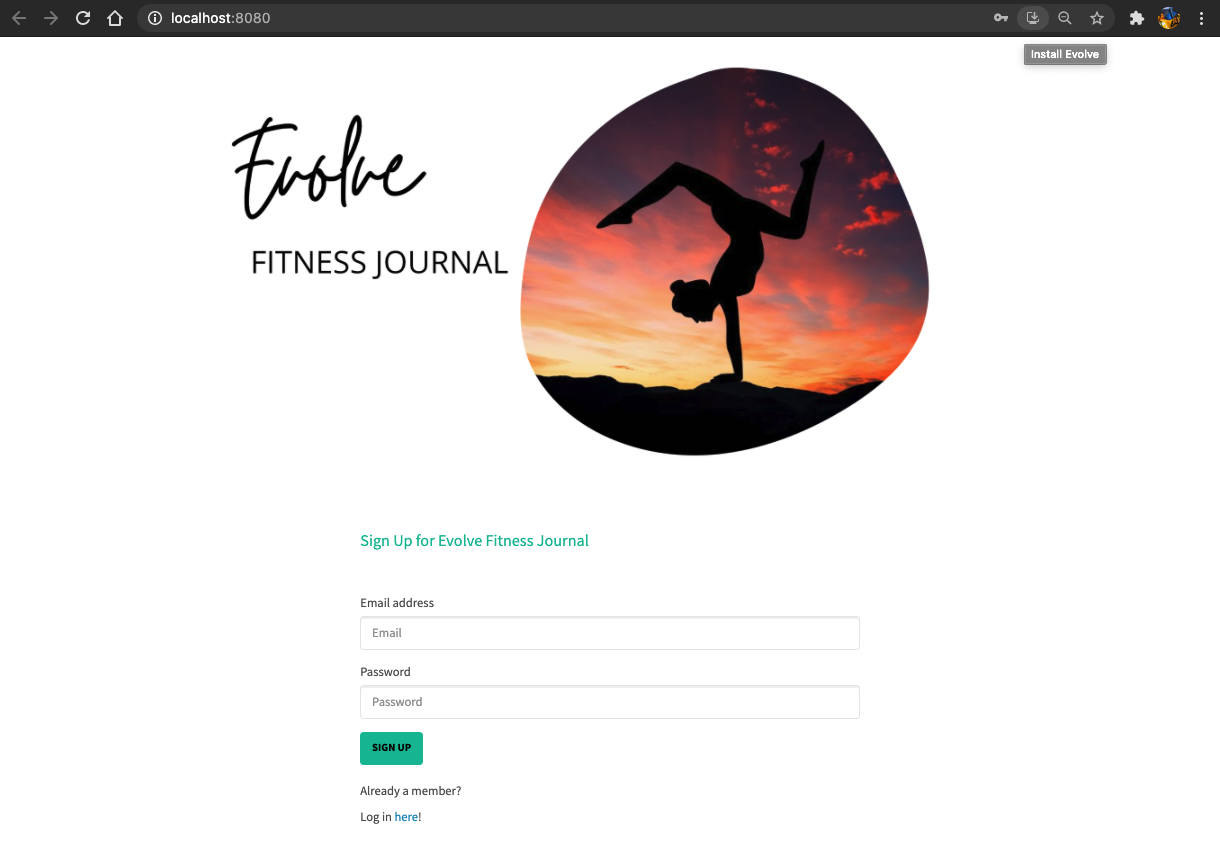 localhost:8080
Install Evolve
Evolve
FITNESS JOURNAL
Sign Up for Evolve Fitness Journal
Email address
Email
Password
Password
SIGN UP
Already a member?
Log in here!